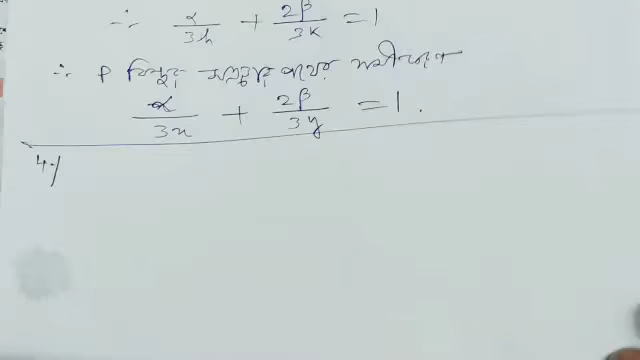 ∴ α/3h + 2β/3k = 1
∴ P বিন্দুর সঞ্চারপথের সমীকরণ
α/3x + 2β/3y = 1.
4./